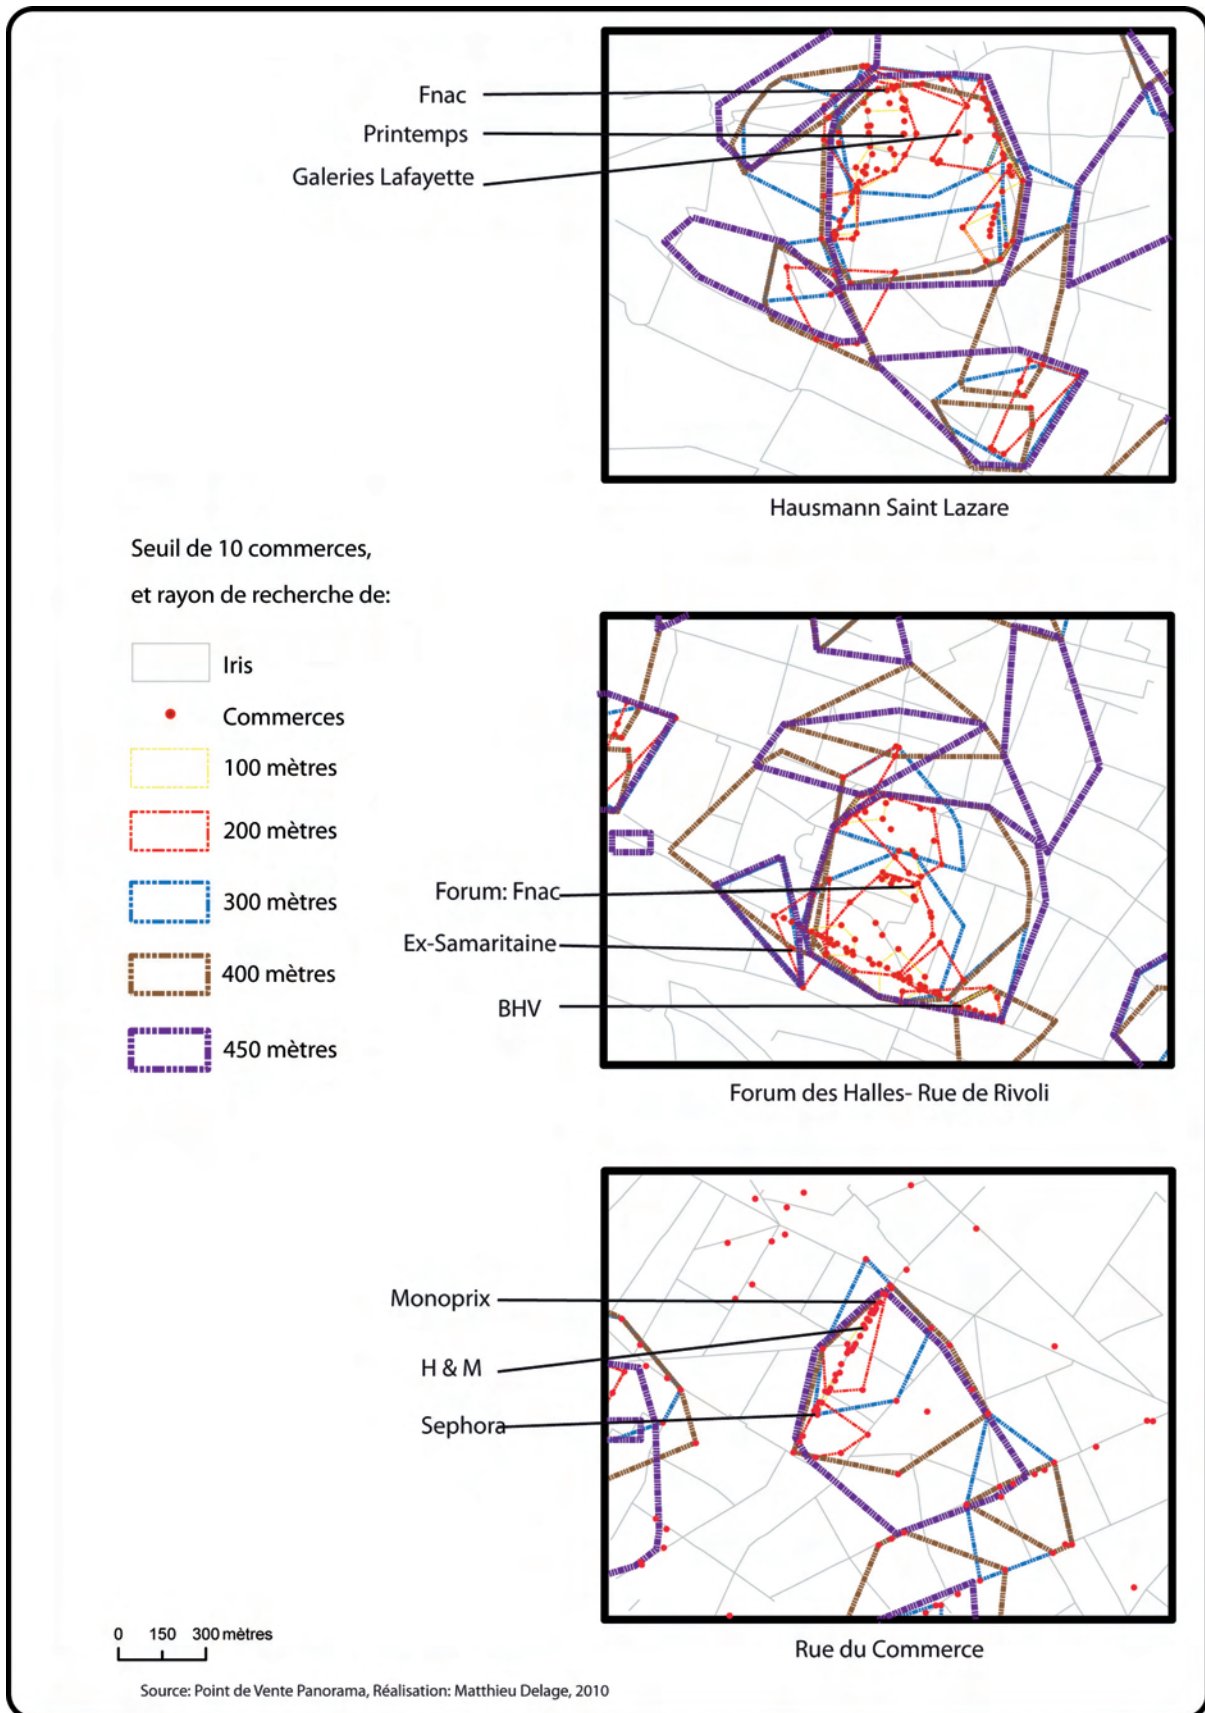 Fnac
Printemps
Galeries Lafayette
Hausmann Saint Lazare
Seuil de 10 commerces,
et rayon de recherche de:
Iris
Commerces
100 mètres
200 mètres
300 mètres
400 mètres
450 mètres
Forum: Fnac
Ex-Samaritaine
BHV
Forum des Halles- Rue de Rivoli
Monoprix
H & M
Sephora
Rue du Commerce
0 150 300 mètres
Source: Point de Vente Panorama, Réalisation: Matthieu Delage, 2010